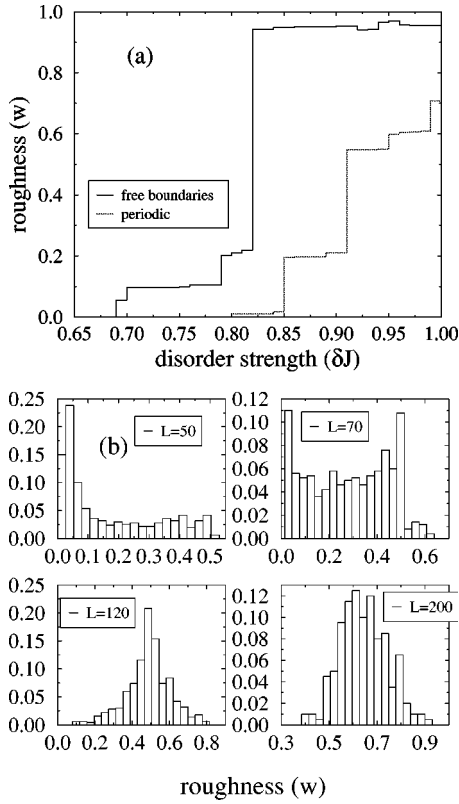 (a)
1.0
0.8
0.6
0.4
0.2
0.0
roughness (w)
free boundaries
periodic
0.65 0.70 0.75 0.80 0.85 0.90 0.95 1.00
disorder strength (δJ)
(b)
0.25
0.20
0.15
0.10
0.05
0.00
L=50
0.0 0.1 0.2 0.3 0.4 0.5
0.12
0.10
0.08
0.06
0.04
0.02
0.00
L=70
0.0 0.2 0.4 0.6
0.25
0.20
0.15
0.10
0.05
0.00
L=120
0.0 0.2 0.4 0.6 0.8
0.12
0.10
0.08
0.06
0.04
0.02
0.00
L=200
0.3 0.5 0.7 0.9
roughness (w)